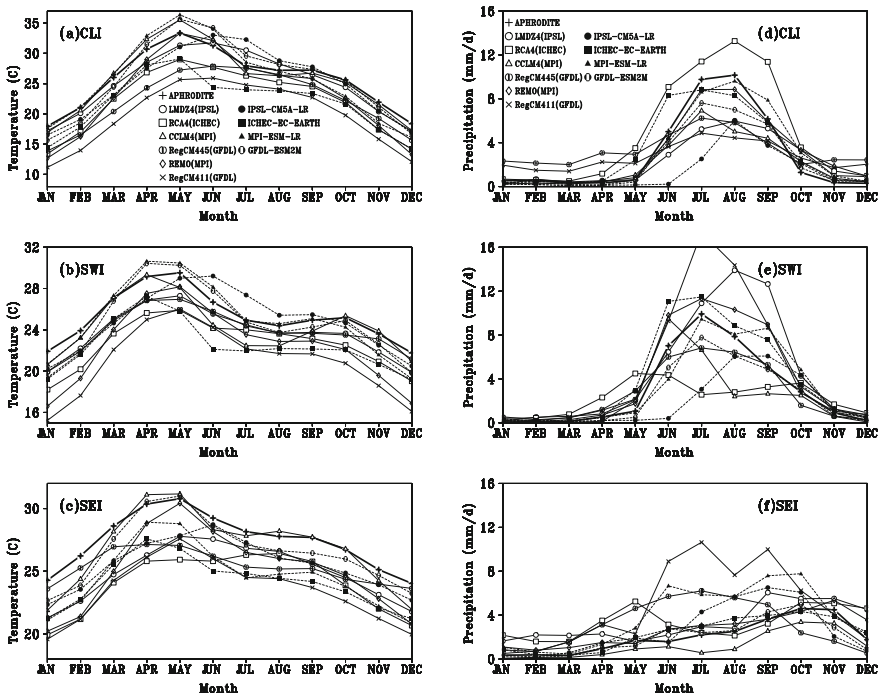 (a)CLI
35
30
25
20
15
10
Temperature (C)
APHRODITE
LMDZ4(IPSL)
RCA4(ICHEC)
CCLM4(MPI)
RegCM445(GFDL)
REMO(MPI)
RegCM411(GFDL)
IPSL-CM5A-LR
ICHEC-EC-EARTH
MPI-ESM-LR
GFDL-ESM2M
JAN FEB MAR APR MAY JUN JUL AUG SEP OCT NOV DEC
Month
(d)CLI
16
12
8
4
0
Precipitation (mm/d)
APHRODITE
LMDZ4(IPSL)
RCA4(ICHEC)
CCLM4(MPI)
RegCM445(GFDL)
REMO(MPI)
RegCM411(GFDL)
IPSL-CM5A-LR
ICHEC-EC-EARTH
MPI-ESM-LR
GFDL-ESM2M
JAN FEB MAR APR MAY JUN JUL AUG SEP OCT NOV DEC
Month
(b)SWI
32
28
24
20
16
Temperature (C)
JAN FEB MAR APR MAY JUN JUL AUG SEP OCT NOV DEC
Month
(e)SWI
16
12
8
4
0
Precipitation (mm/d)
JAN FEB MAR APR MAY JUN JUL AUG SEP OCT NOV DEC
Month
(c)SEI
30
25
20
Temperature (C)
JAN FEB MAR APR MAY JUN JUL AUG SEP OCT NOV DEC
Month
(f)SEI
16
12
8
4
0
Precipitation (mm/d)
JAN FEB MAR APR MAY JUN JUL AUG SEP OCT NOV DEC
Month